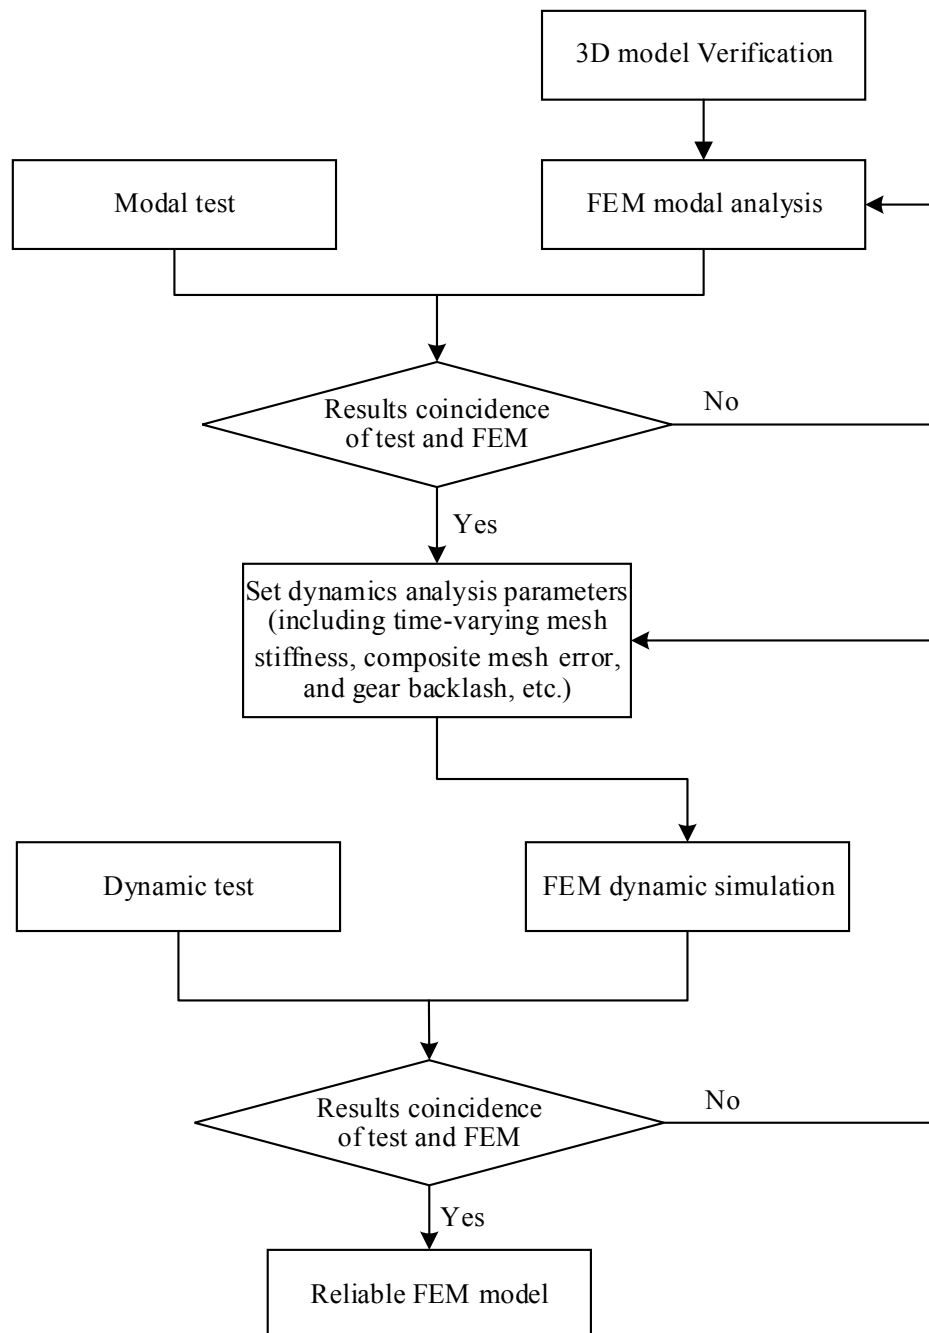 3D model Verification
Modal test
FEM modal analysis
Results coincidence
of test and FEM
No
Yes
Set dynamics analysis parameters
(including time-varying mesh
stiffness, composite mesh error,
and gear backlash, etc.)
Dynamic test
FEM dynamic simulation
Results coincidence
of test and FEM
No
Yes
Reliable FEM model